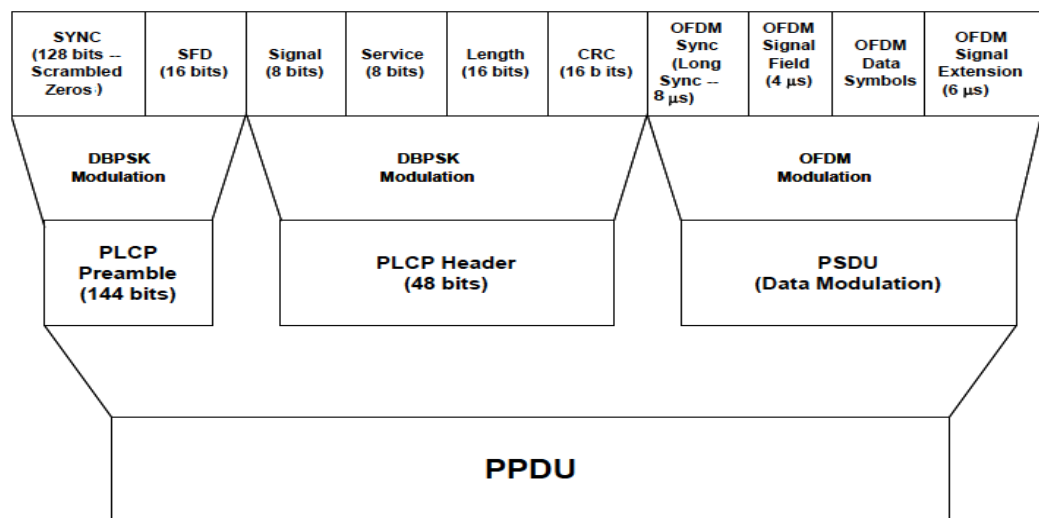 SYNC
(128 bits --
Scrambled
Zeros)
SFD
(16 bits)
Signal
(8 bits)
Service
(8 bits)
Length
(16 bits)
CRC
(16 b its)
OFDM
Sync
(Long
Sync --
8 μs)
OFDM
Signal
Field
(4 μs)
OFDM
Data
Symbols
OFDM
Signal
Extension
(6 μs)
DBPSK
Modulation
DBPSK
Modulation
OFDM
Modulation
PLCP
Preamble
(144 bits)
PLCP Header
(48 bits)
PSDU
(Data Modulation)
PPDU